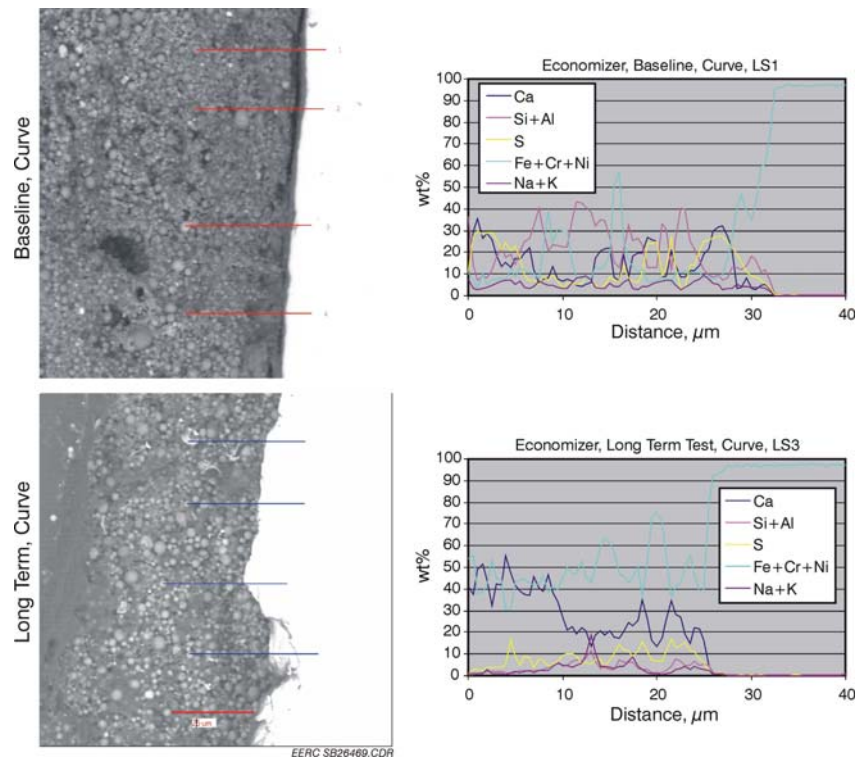 Baseline, Curve
1
2
3
Economizer, Baseline, Curve, LS1
wt%
100
90
80
70
60
50
40
30
20
10
0
Ca
Si+Al
S
Fe+Cr+Ni
Na+K
0 10 20 30 40
Distance, µm
Long Term, Curve
EERC SB26469.CDR
Economizer, Long Term Test, Curve, LS3
wt%
100
90
80
70
60
50
40
30
20
10
0
Ca
Si+Al
S
Fe+Cr+Ni
Na+K
0 10 20 30 40
Distance, µm